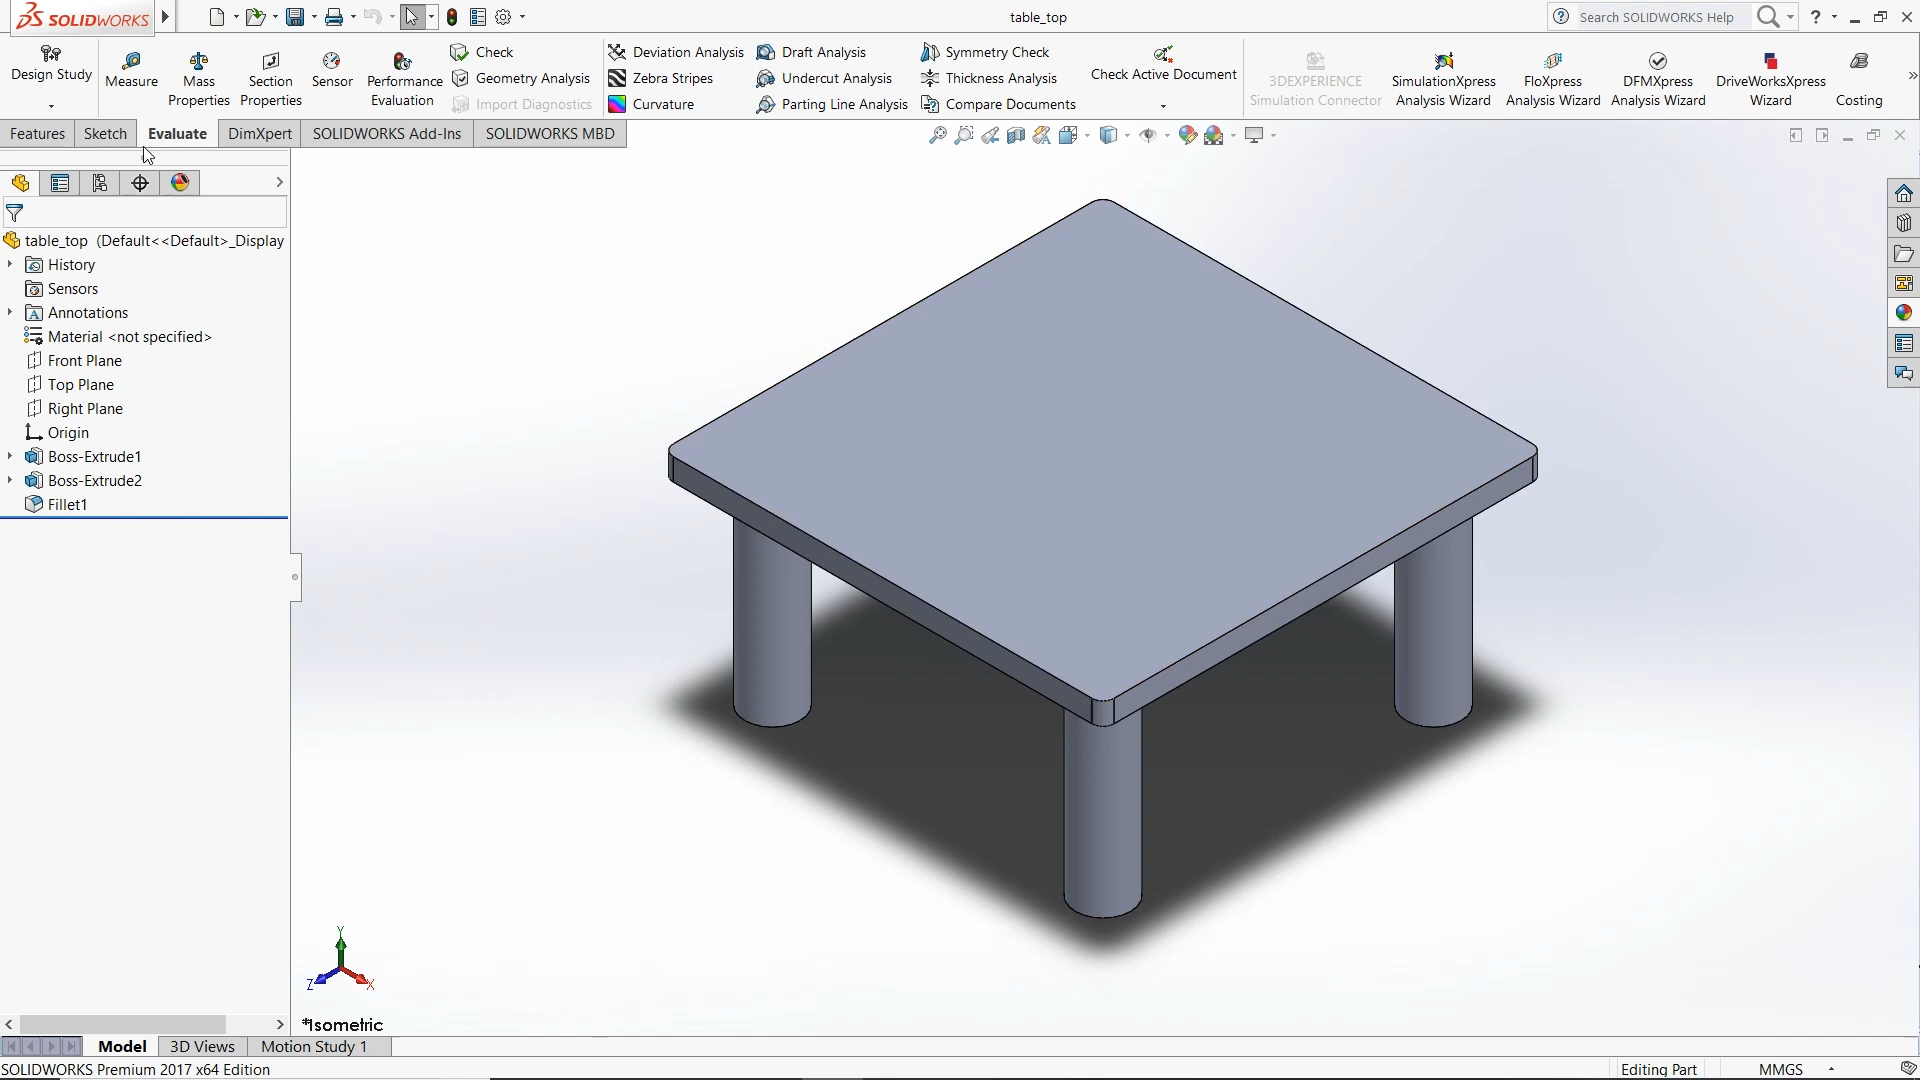 SOLIDWORKS
table_top
Search SOLIDWORKS Help
Design Study
Measure
Mass Properties
Section Properties
Sensor
Performance Evaluation
Check
Geometry Analysis
Import Diagnostics
Deviation Analysis
Zebra Stripes
Curvature
Draft Analysis
Undercut Analysis
Parting Line Analysis
Symmetry Check
Thickness Analysis
Compare Documents
Check Active Document
3DEXPERIENCE Simulation Connector
SimulationXpress Analysis Wizard
FloXpress Analysis Wizard
DFMXpress Analysis Wizard
DriveWorksXpress Wizard
Costing
Features
Sketch
Evaluate
DimXpert
SOLIDWORKS Add-Ins
SOLIDWORKS MBD
table_top (Default<<Default>_Display
History
Sensors
Annotations
Material <not specified>
Front Plane
Top Plane
Right Plane
Origin
Boss-Extrude1
Boss-Extrude2
Fillet1
Y
Z
X
*Isometric
Model
3D Views
Motion Study 1
SOLIDWORKS Premium 2017 x64 Edition
Editing Part
MMGS